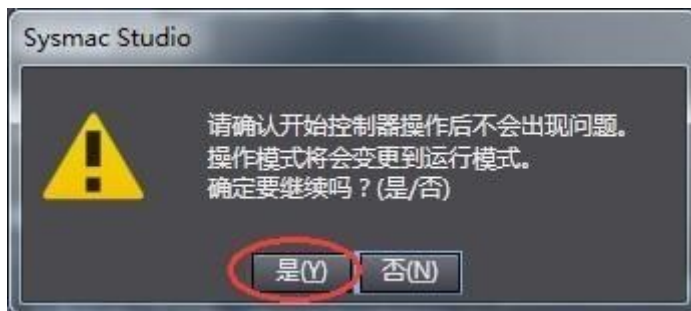 Sysmac Studio
请确认开始控制器操作后不会出现问题。
操作模式将会变更到运行模式。
确定要继续吗？(是/否)
是(Y) 否(N)